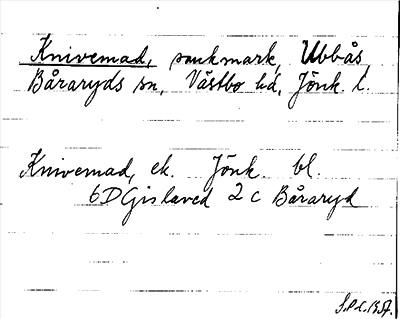 Knivemad, sankmark, Ubbås,
Båraryds sn, Västbo hd, Jönk. l.
Knivemad, ek. Jönk. bl.
6D Gislaved 2 c Båraryd